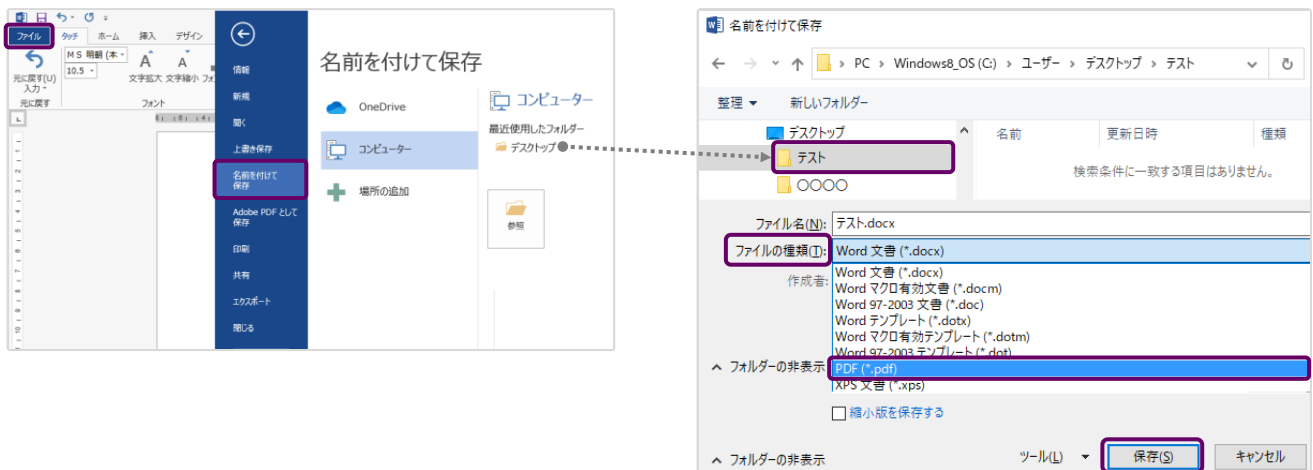 ファイル タッチ ホーム 挿入 デザイン
MS 明朝 (本
10.5
元に戻す(U)
入力
文字拡大 文字縮小 フォ
元に戻す
フォント
情報
新規
開く
上書き保存
名前を付けて
保存
Adobe PDF として
保存
印刷
共有
エクスポート
閉じる
名前を付けて保存
OneDrive
コンピューター
場所の追加
コンピューター
最近使用したフォルダー
デスクトップ
参照
名前を付けて保存
PC › Windows8_OS (C:) › ユーザー › デスクトップ › テスト
整理 新しいフォルダー
デスクトップ
テスト
〇〇〇〇
名前 更新日時 種類
検索条件に一致する項目はありません。
ファイル名(N): テスト.docx
ファイルの種類(T): Word 文書 (*.docx)
作成者:
Word 文書 (*.docx)
Word マクロ有効文書 (*.docm)
Word 97-2003 文書 (*.doc)
Word テンプレート (*.dotx)
Word マクロ有効テンプレート (*.dotm)
Word 97-2003 テンプレート (*.dot)
フォルダーの非表示
PDF (*.pdf)
XPS 文書 (*.xps)
縮小版を保存する
フォルダーの非表示 ツール(L) 保存(S) キャンセル